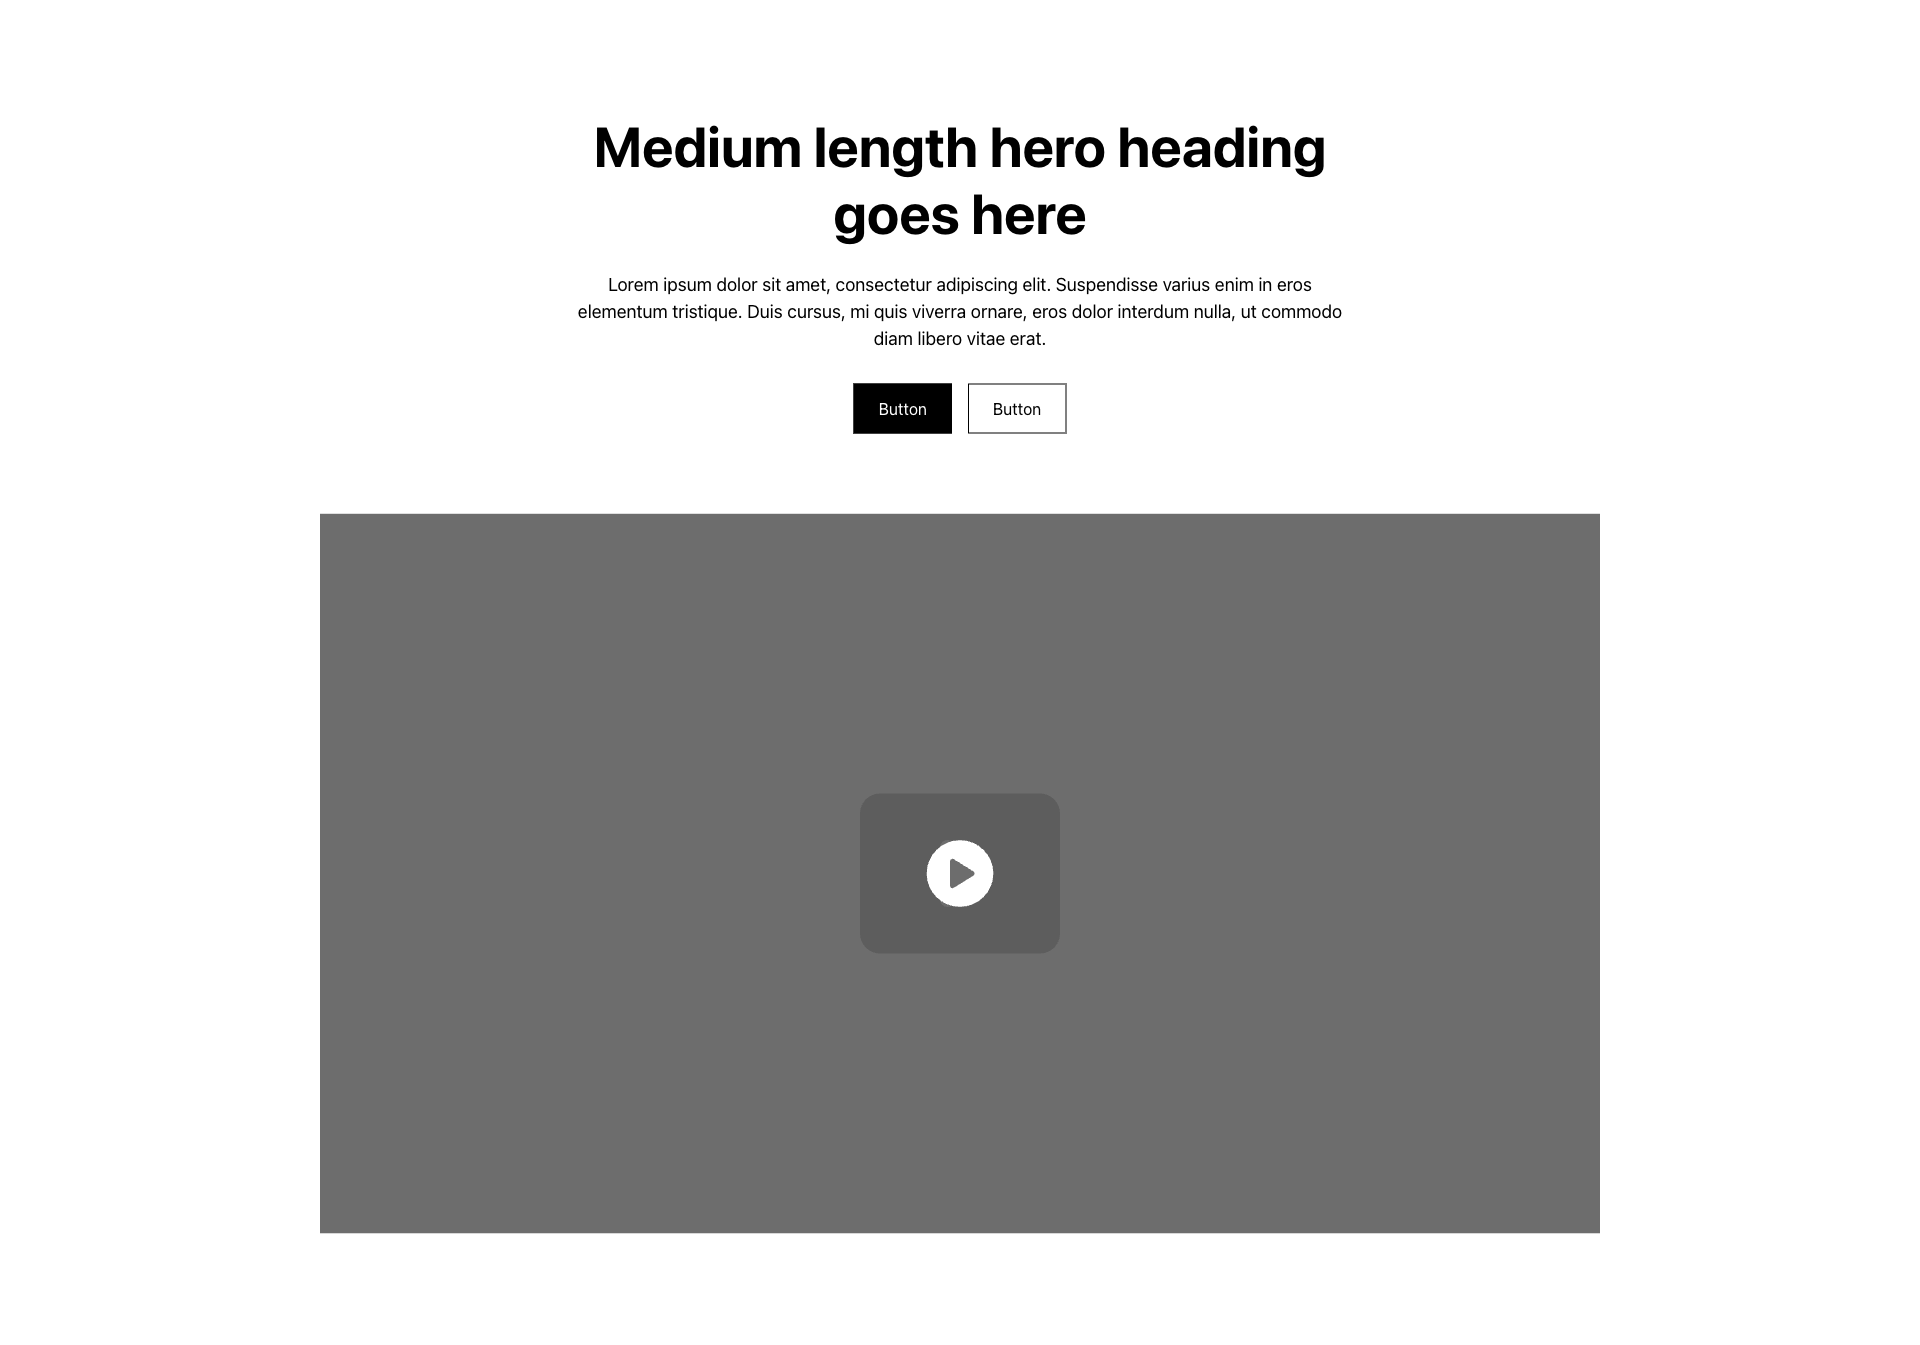 Medium length hero heading
goes here
Lorem ipsum dolor sit amet, consectetur adipiscing elit. Suspendisse varius enim in eros
elementum tristique. Duis cursus, mi quis viverra ornare, eros dolor interdum nulla, ut commodo
diam libero vitae erat.
Button
Button